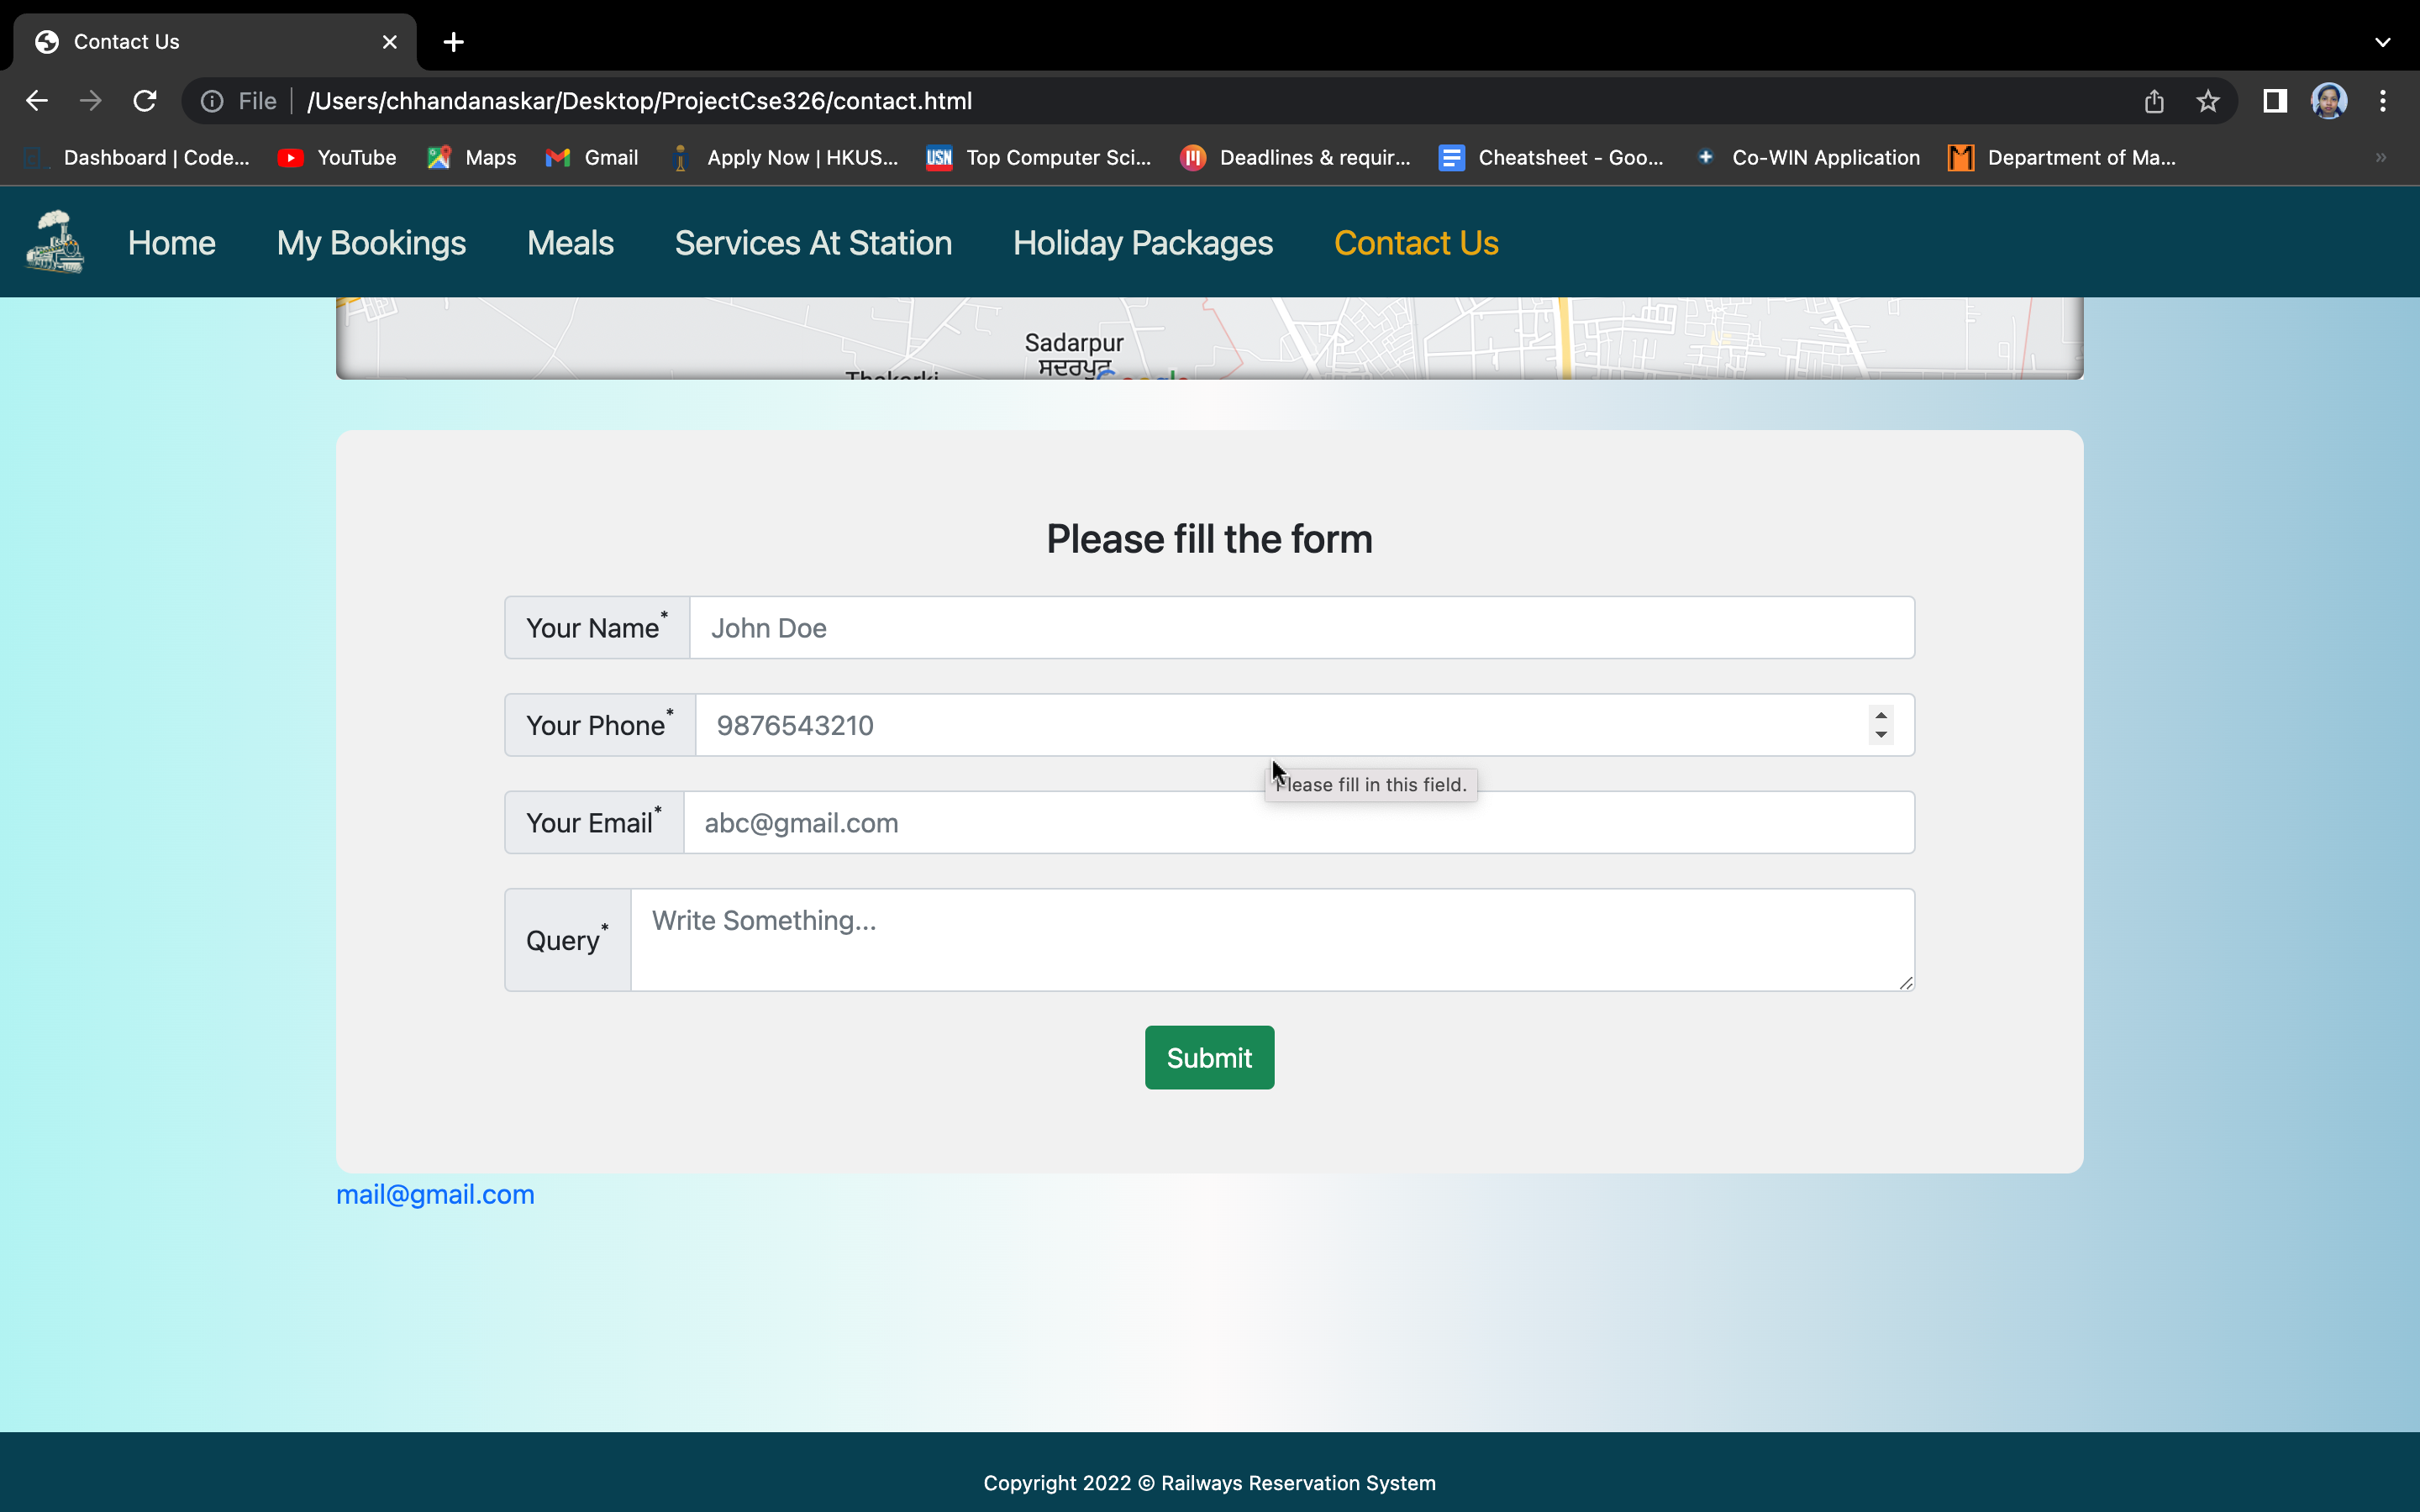 Contact Us
File /Users/chhandanaskar/Desktop/ProjectCse326/contact.html
Dashboard | Code... YouTube Maps Gmail Apply Now | HKUS... USN Top Computer Sci... Deadlines & requir... Cheatsheet - Goo... Co-WIN Application Department of Ma...
Home My Bookings Meals Services At Station Holiday Packages Contact Us
Sadarpur
ਸਦਰਪੁਰ
Please fill the form
Your Name* John Doe
Your Phone* 9876543210
Please fill in this field.
Your Email* abc@gmail.com
Query* Write Something...
Submit
mail@gmail.com
Copyright 2022 © Railways Reservation System